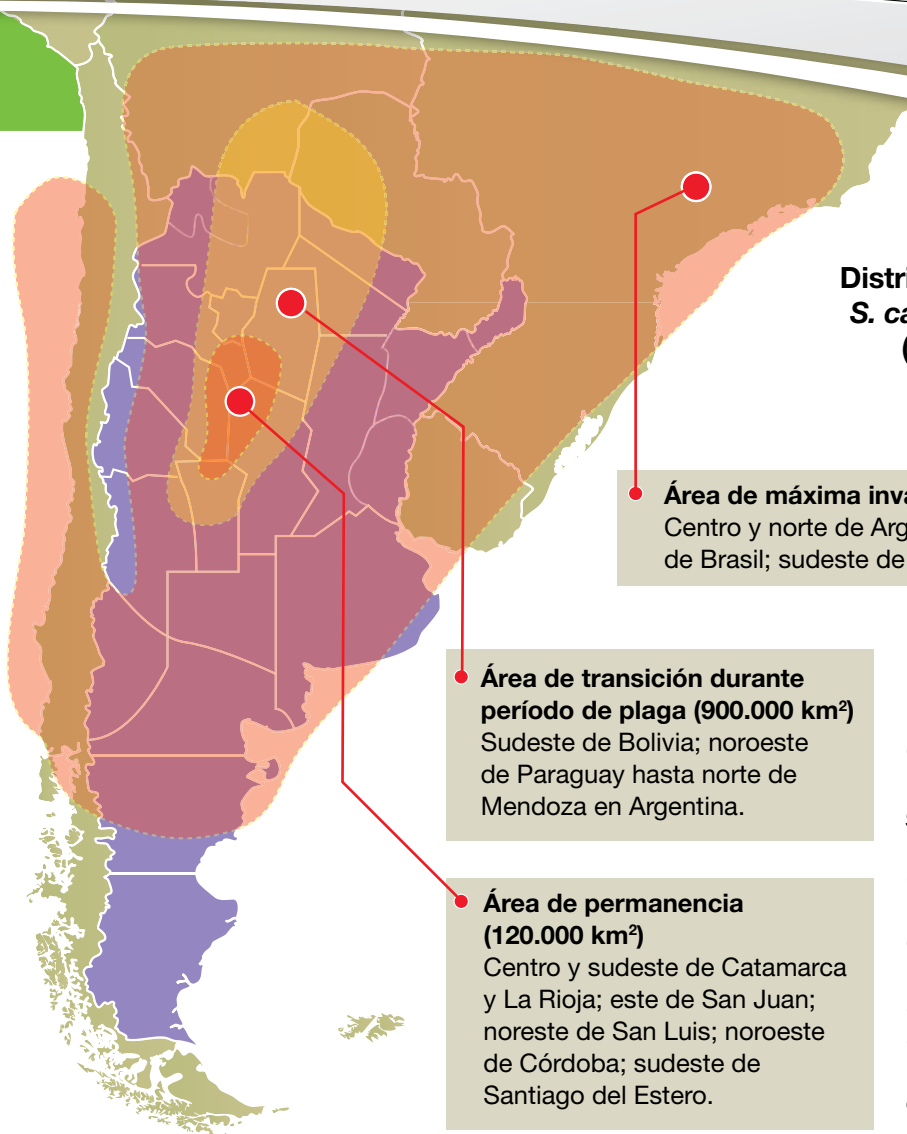 Distri
S. ca
(
Área de máxima inva
Centro y norte de Arg
de Brasil; sudeste de
Área de transición durante
período de plaga (900.000 km²)
Sudeste de Bolivia; noroeste
de Paraguay hasta norte de
Mendoza en Argentina.
Área de permanencia
(120.000 km²)
Centro y sudeste de Catamarca
y La Rioja; este de San Juan;
noreste de San Luis; noroeste
de Córdoba; sudeste de
Santiago del Estero.